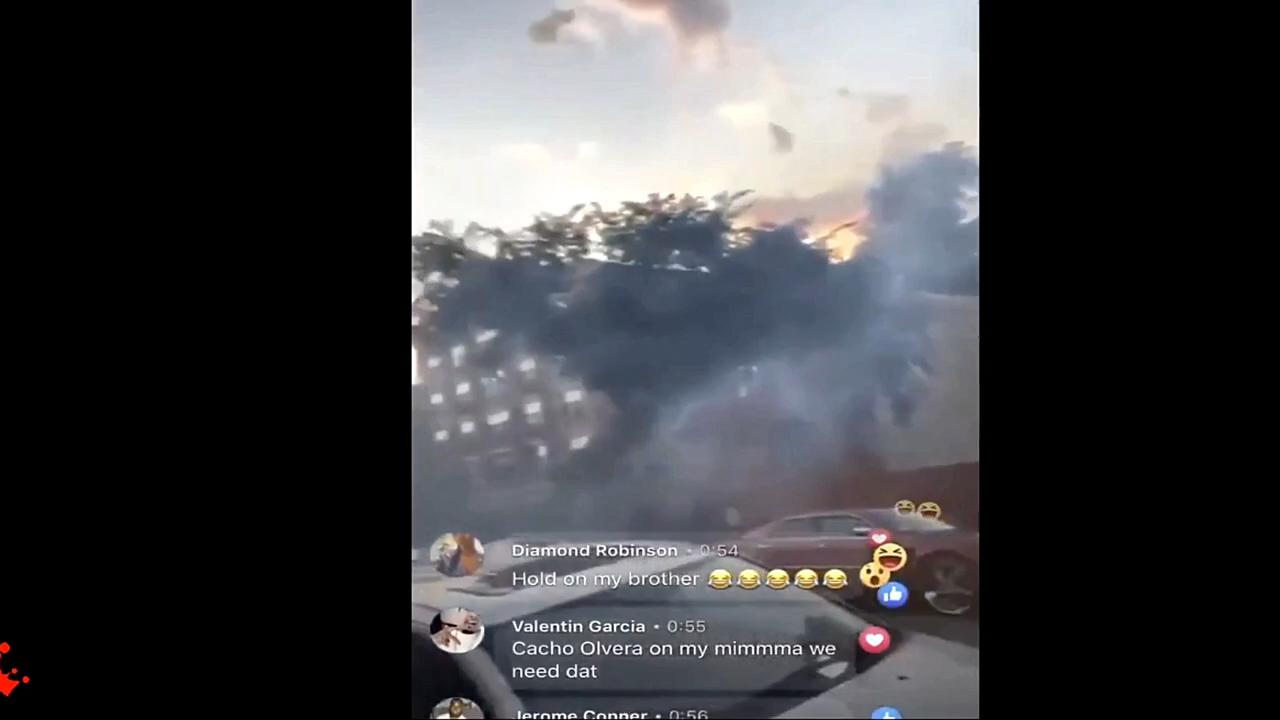 Diamond Robinson • 0:54
Hold on my brother 😂😂😂😂😂
Valentin Garcia • 0:55
Cacho Olvera on my mimmma we
need dat
Jerome Conner • 0:56